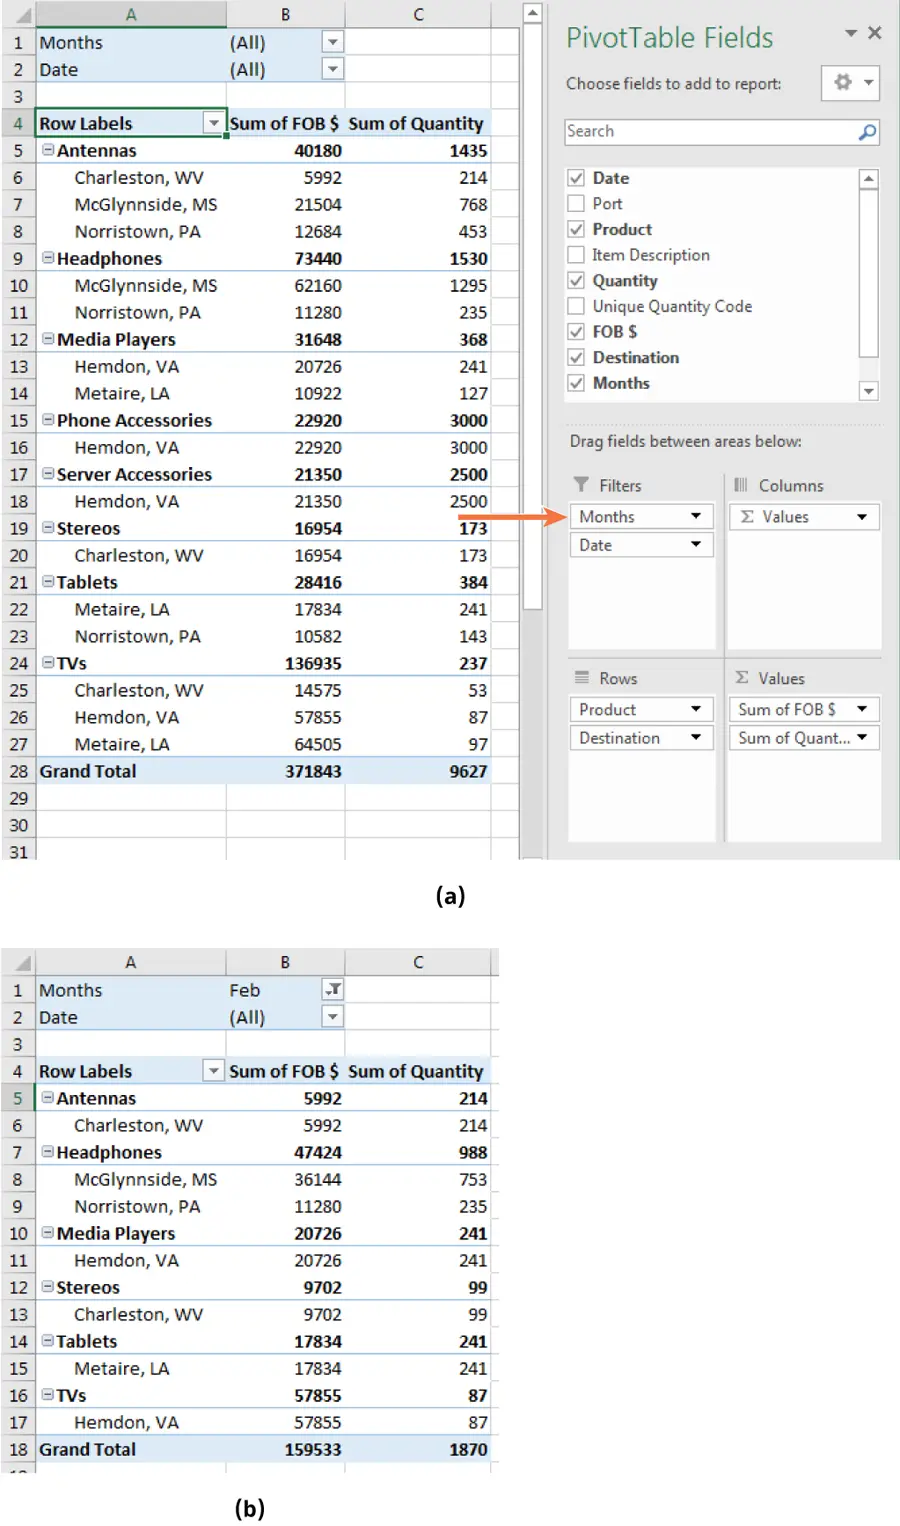 A B C
1 Months (All)
2 Date (All)
3
4 Row Labels Sum of FOB $ Sum of Quantity
5 Antennas 40180 1435
6 Charleston, WV 5992 214
7 McGlynnside, MS 21504 768
8 Norristown, PA 12684 453
9 Headphones 73440 1530
10 McGlynnside, MS 62160 1295
11 Norristown, PA 11280 235
12 Media Players 31648 368
13 Hemdon, VA 20726 241
14 Metaire, LA 10922 127
15 Phone Accessories 22920 3000
16 Hemdon, VA 22920 3000
17 Server Accessories 21350 2500
18 Hemdon, VA 21350 2500
19 Stereos 16954 173
20 Charleston, WV 16954 173
21 Tablets 28416 384
22 Metaire, LA 17834 241
23 Norristown, PA 10582 143
24 TVs 136935 237
25 Charleston, WV 14575 53
26 Hemdon, VA 57855 87
27 Metaire, LA 64505 97
28 Grand Total 371843 9627
29
30
31
PivotTable Fields
Choose fields to add to report:
Search
Date
Port
Product
Item Description
Quantity
Unique Quantity Code
FOB $
Destination
Months
Drag fields between areas below:
Filters
Months
Date
Columns
Σ Values
Rows
Product
Destination
Σ Values
Sum of FOB $
Sum of Quant...
(a)
A B C
1 Months Feb
2 Date (All)
3
4 Row Labels Sum of FOB $ Sum of Quantity
5 Antennas 5992 214
6 Charleston, WV 5992 214
7 Headphones 47424 988
8 McGlynnside, MS 36144 753
9 Norristown, PA 11280 235
10 Media Players 20726 241
11 Hemdon, VA 20726 241
12 Stereos 9702 99
13 Charleston, WV 9702 99
14 Tablets 17834 241
15 Metaire, LA 17834 241
16 TVs 57855 87
17 Hemdon, VA 57855 87
18 Grand Total 159533 1870
(b)